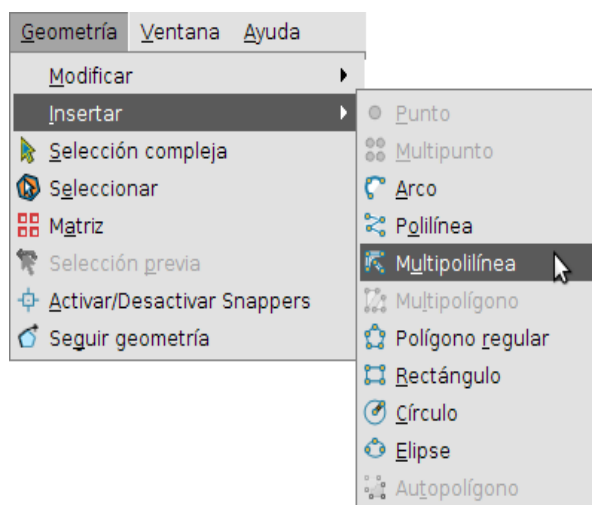 Geometría Ventana Ayuda
Modificar
Insertar
Selección compleja
Seleccionar
Matriz
Selección previa
Activar/Desactivar Snappers
Seguir geometría
Punto
Multipunto
Arco
Polilínea
Multipolilínea
Multipolígono
Polígono regular
Rectángulo
Círculo
Elipse
Autopolígono